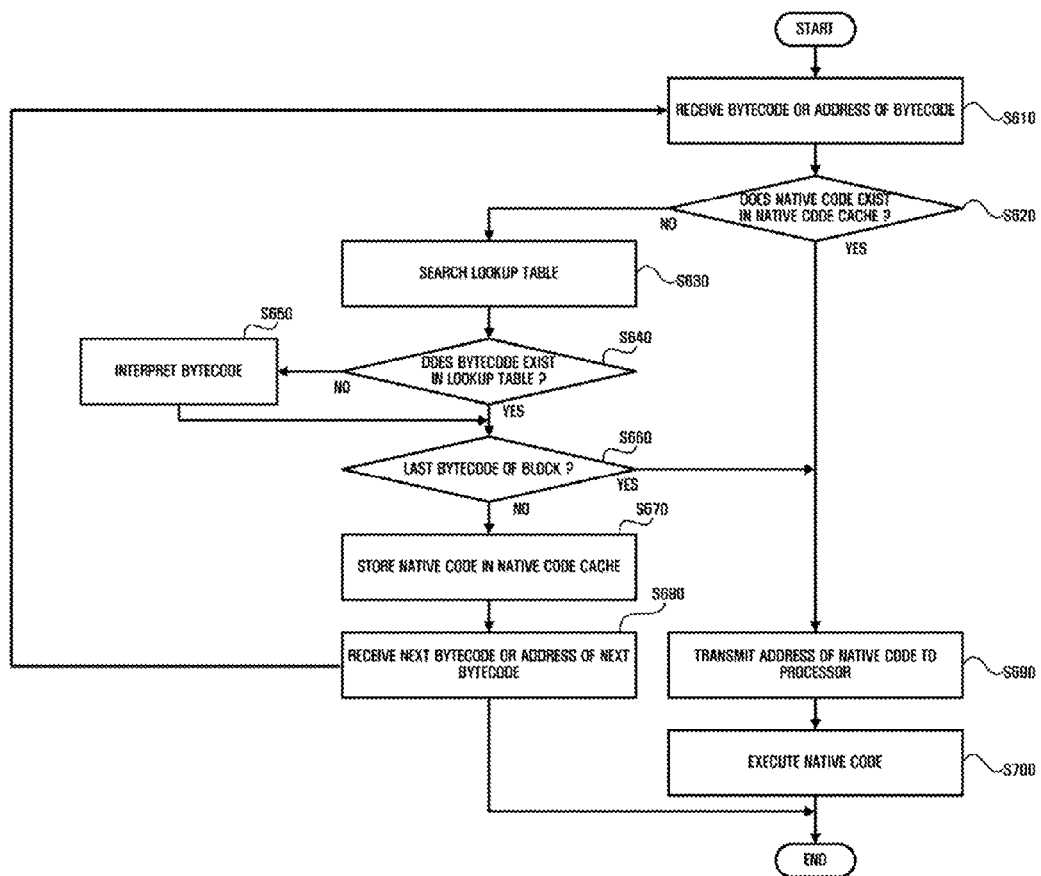 START
RECEIVE BYTECODE OR ADDRESS OF BYTECODE
S610
DOES NATIVE CODE EXIST
IN NATIVE CODE CACHE ?
S620
NO
YES
SEARCH LOOKUP TABLE
S630
S650
INTERPRET BYTECODE
S640
DOES BYTECODE EXIST
IN LOOKUP TABLE ?
NO
YES
S660
LAST BYTECODE OF BLOCK ?
YES
NO
S670
STORE NATIVE CODE IN NATIVE CODE CACHE
S680
RECEIVE NEXT BYTECODE OR ADDRESS OF NEXT
BYTECODE
TRANSMIT ADDRESS OF NATIVE CODE TO
PROCESSOR
S690
EXECUTE NATIVE CODE
S700
END